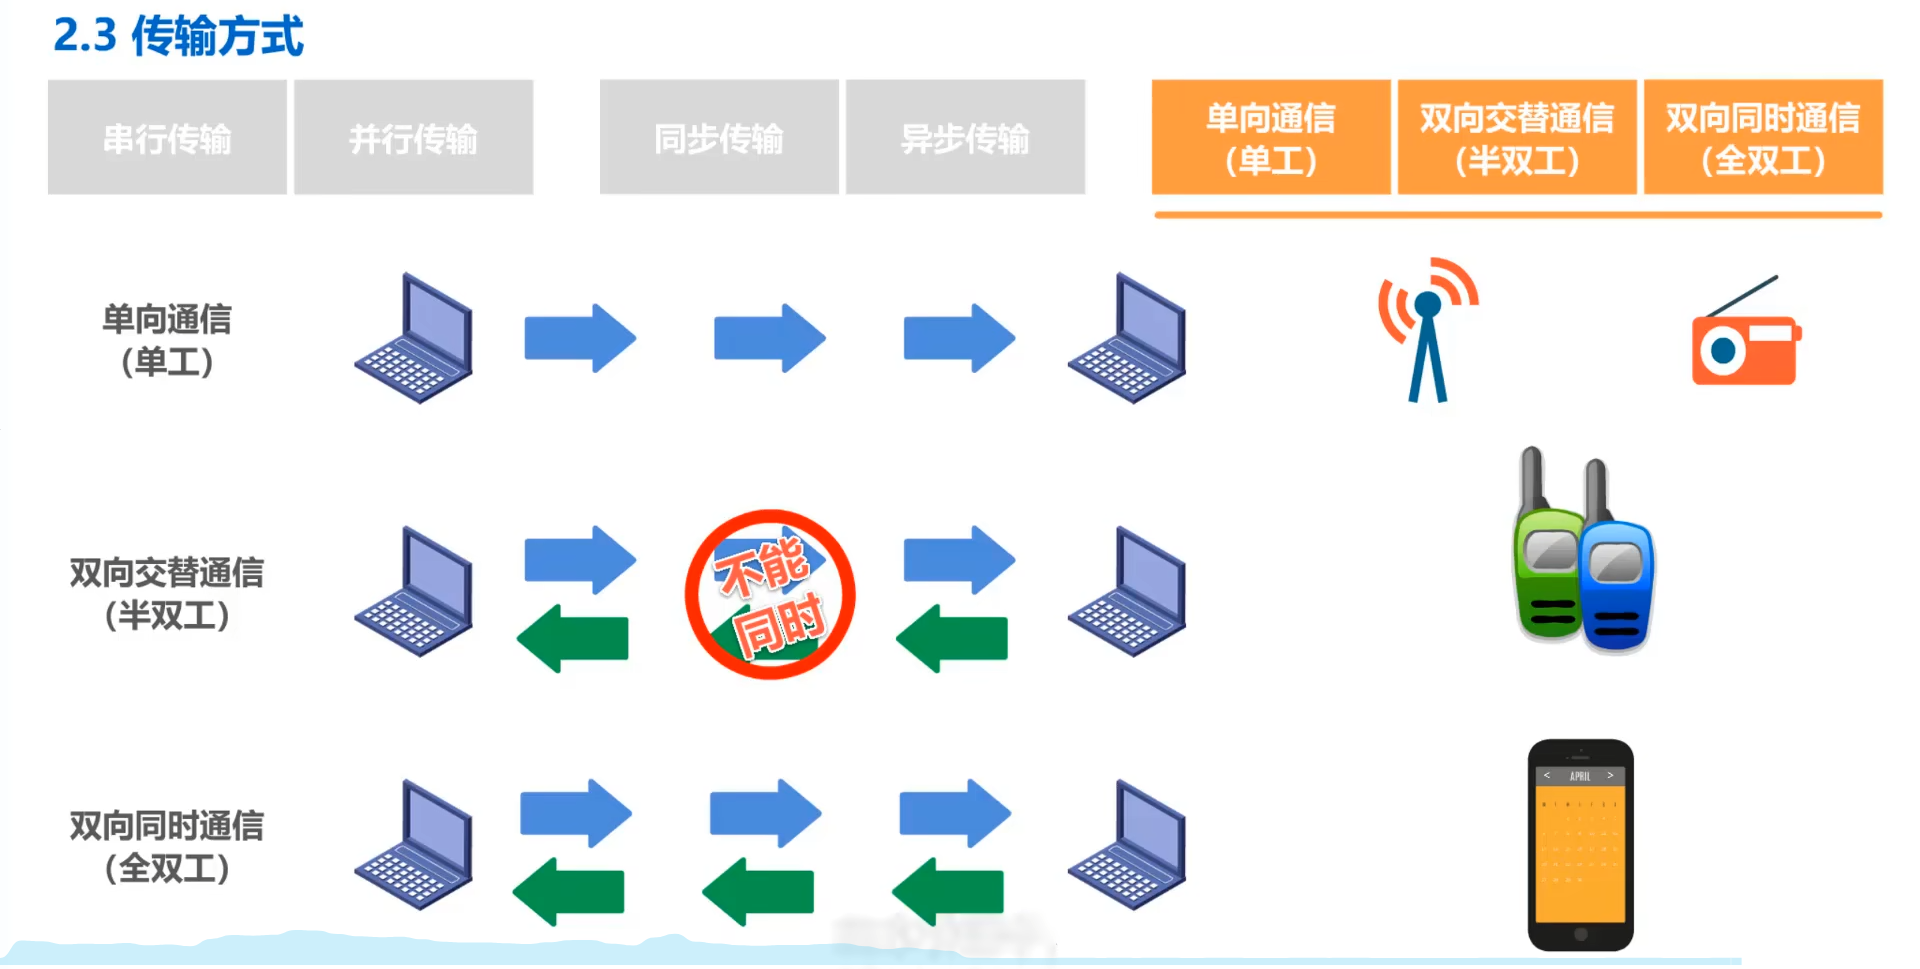 2.3 传输方式
串行传输
并行传输
同步传输
异步传输
单向通信
（单工）
双向交替通信
（半双工）
双向同时通信
（全双工）
单向通信
（单工）
双向交替通信
（半双工）
不能
同时
双向同时通信
（全双工）
< APRIL >